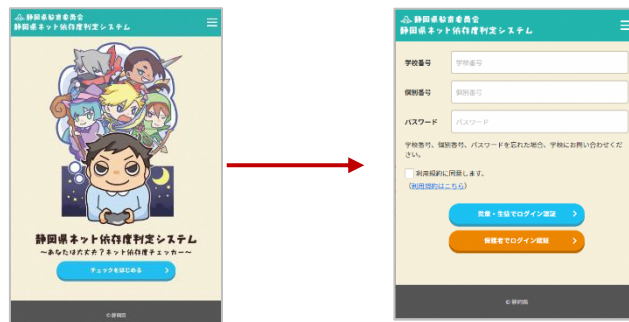 静岡県教育委員会
静岡県ネット依存度判定システム
静岡県ネット依存度判定システム
～あなたは大丈夫？ネット依存度チェッカー～
チェックをはじめる
© 静岡県
静岡県教育委員会
静岡県ネット依存度判定システム
学校番号 学校番号
個別番号 個別番号
パスワード パスワード
学校番号、個別番号、パスワードを忘れた場合、学校にお問い合わせくだ
さい。
利用規約に同意します。
(利用規約はこちら)
児童・生徒でログイン認証
保護者でログイン認証
© 静岡県